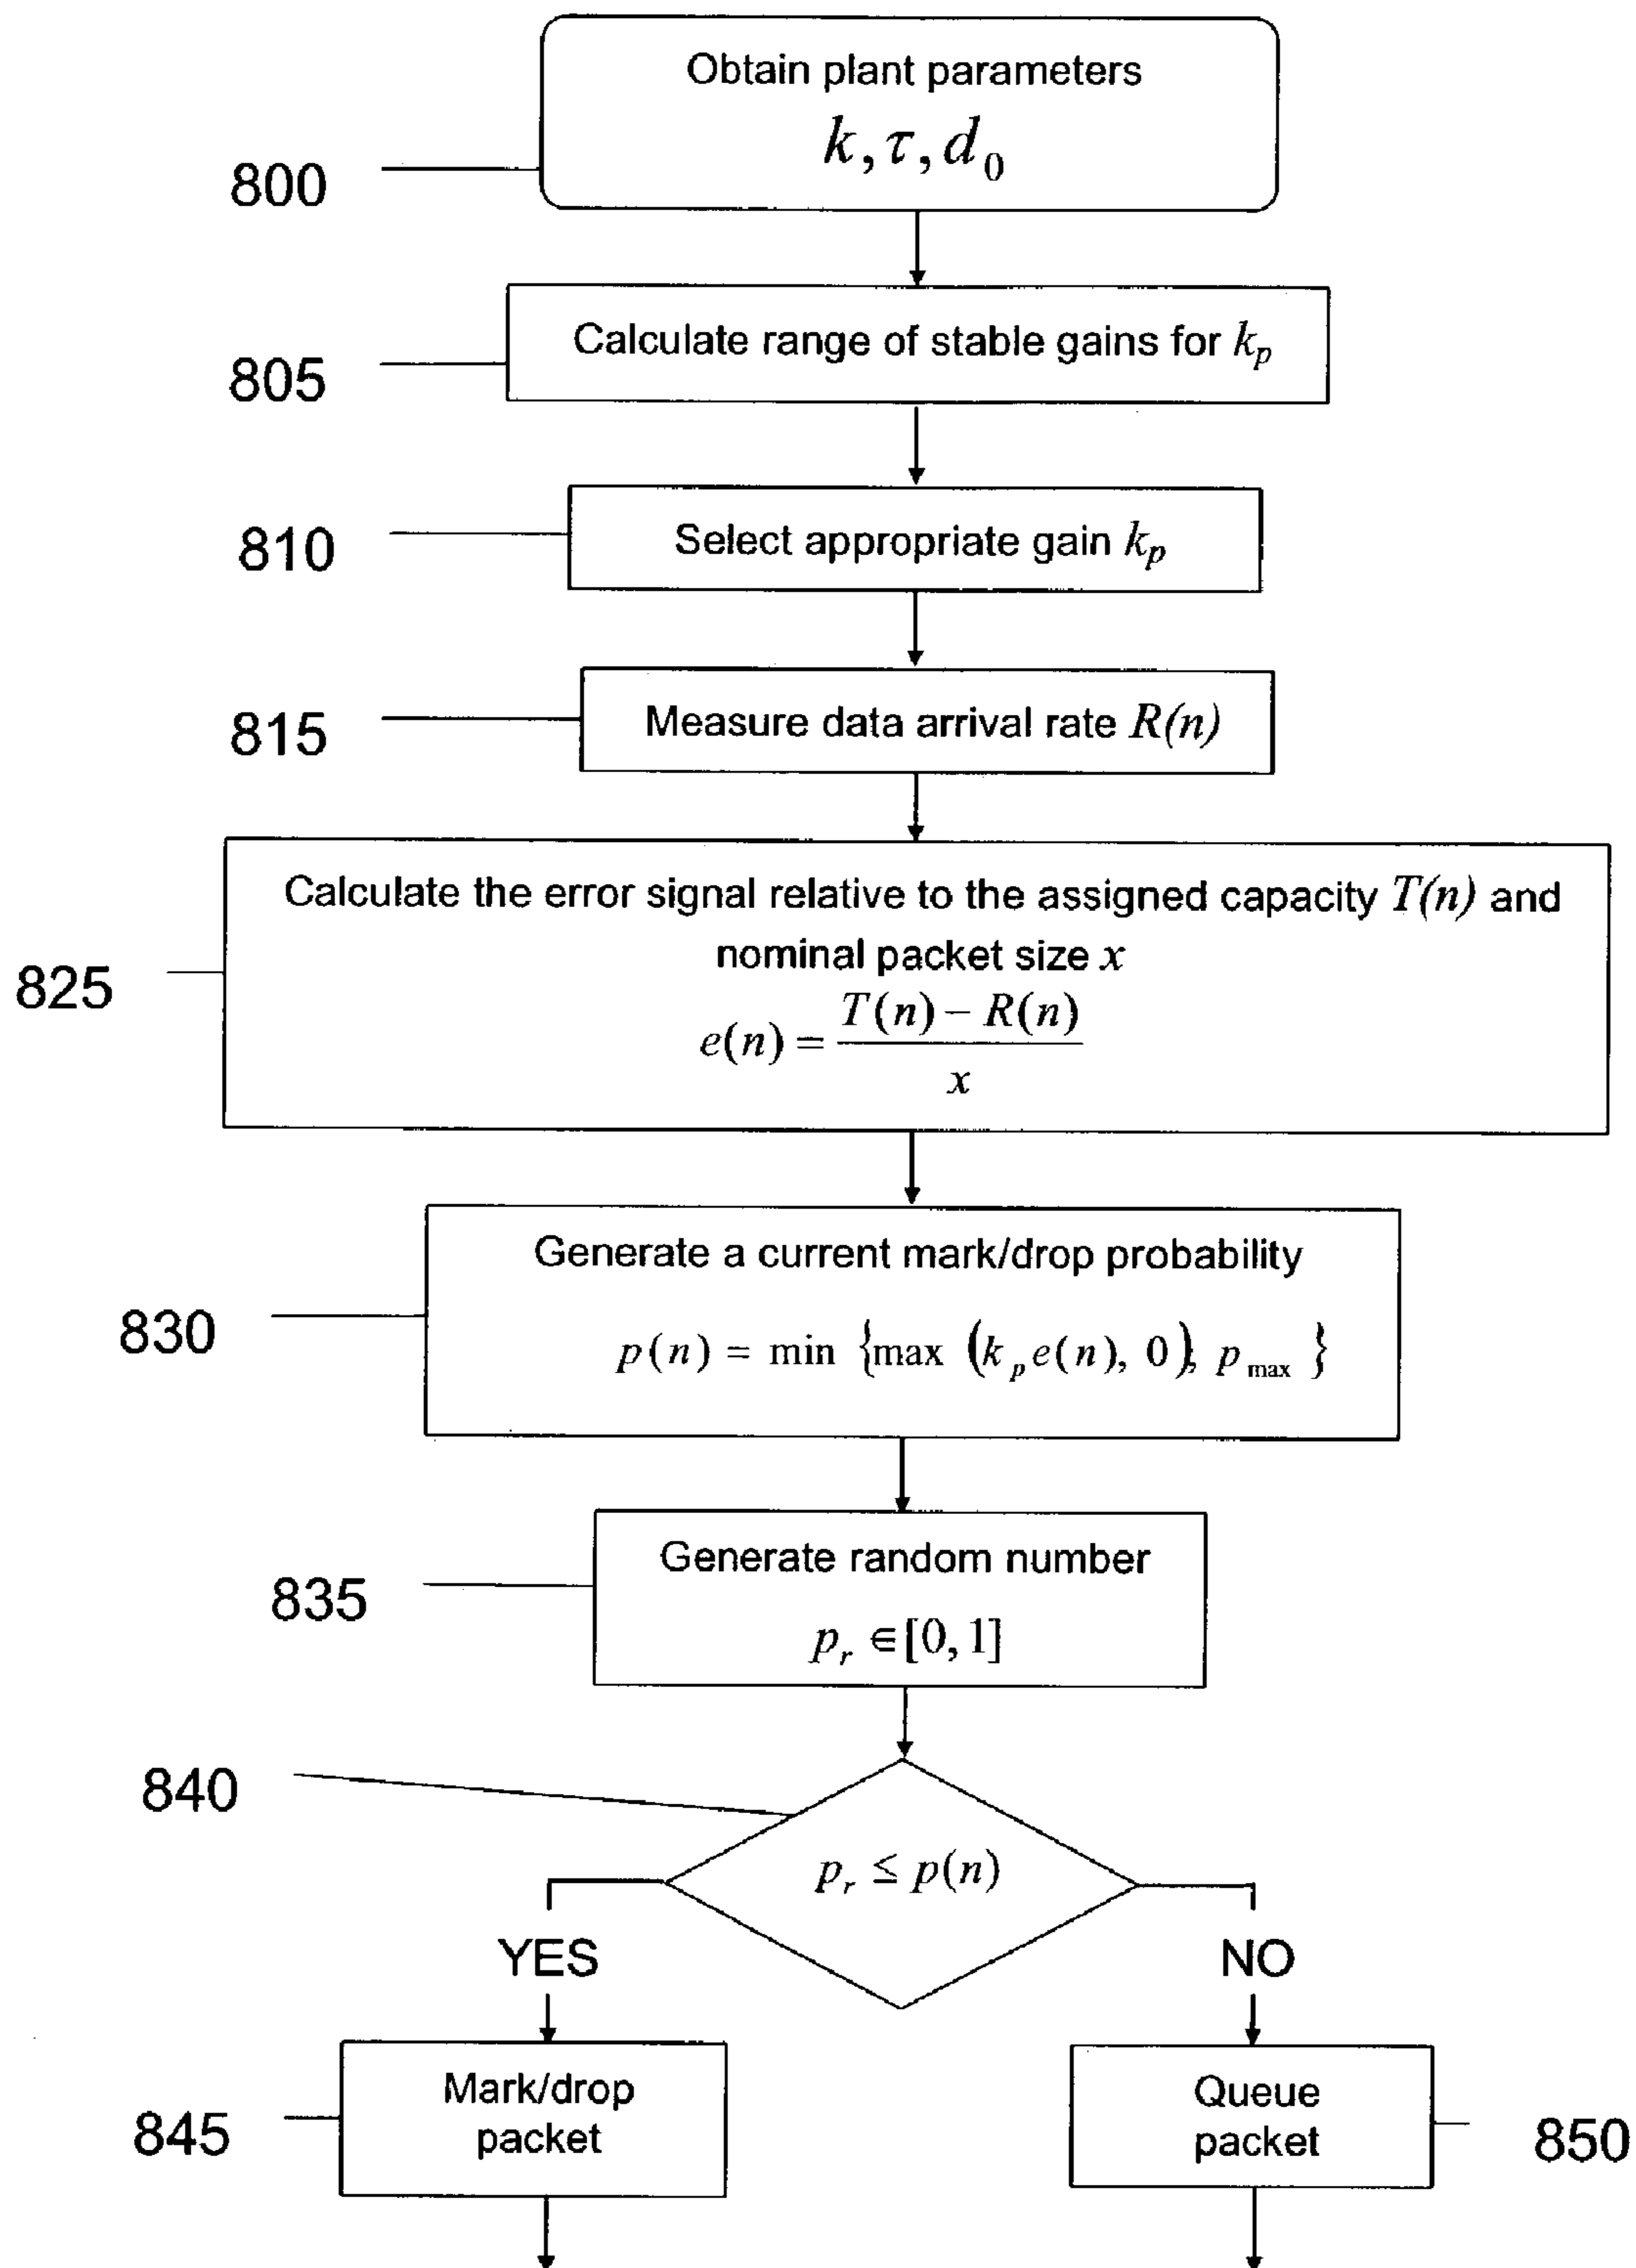 Obtain plant parameters
k, τ, d₀
800
Calculate range of stable gains for kₚ
805
Select appropriate gain kₚ
810
Measure data arrival rate R(n)
815
Calculate the error signal relative to the assigned capacity T(n) and
nominal packet size x
e(n) = \frac{T(n) − R(n)}{x}
825
Generate a current mark/drop probability
p(n) = min {max (kₚe(n), 0), p_max }
830
Generate random number
pᵣ ∈ [0, 1]
835
840
pᵣ ≤ p(n)
YES
NO
Mark/drop
packet
845
Queue
packet
850